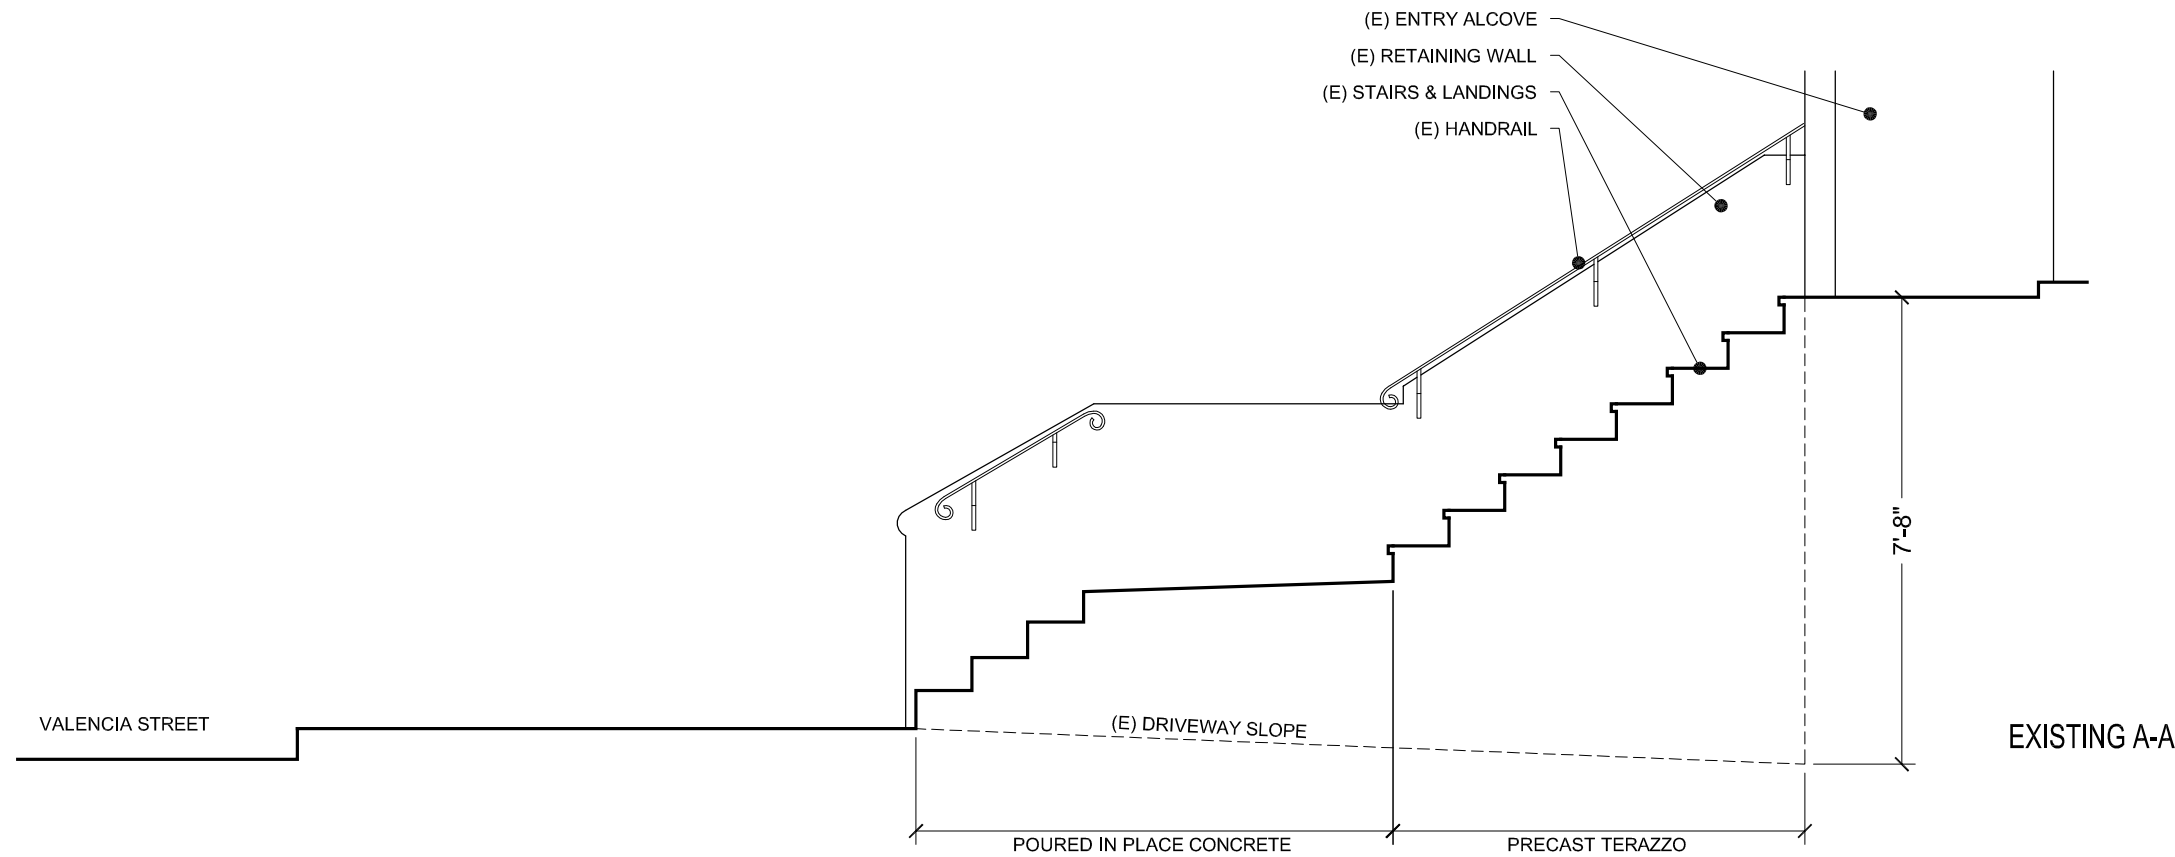 (E) ENTRY ALCOVE
(E) RETAINING WALL
(E) STAIRS & LANDINGS
(E) HANDRAIL
7'-8"
VALENCIA STREET
(E) DRIVEWAY SLOPE
EXISTING A-A
POURED IN PLACE CONCRETE
PRECAST TERAZZO